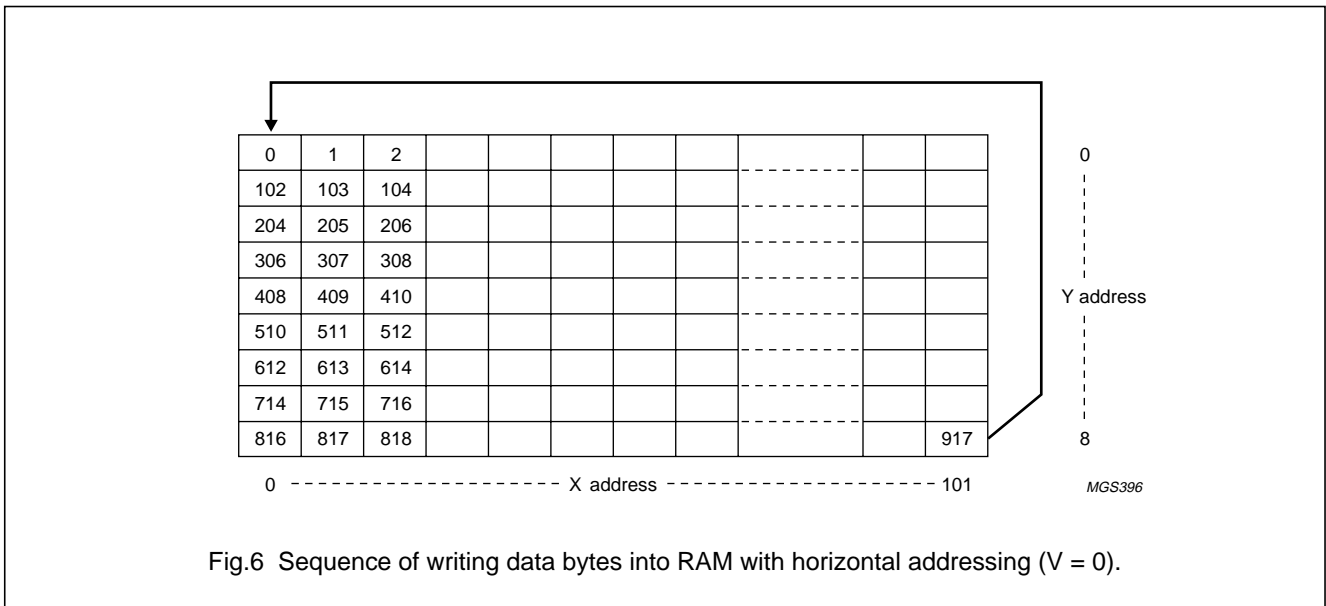 0 1 2 0
102 103 104
204 205 206
306 307 308
408 409 410 Y address
510 511 512
612 613 614
714 715 716
816 817 818 917 8
0 X address 101 MGS396
Fig.6 Sequence of writing data bytes into RAM with horizontal addressing (V = 0).